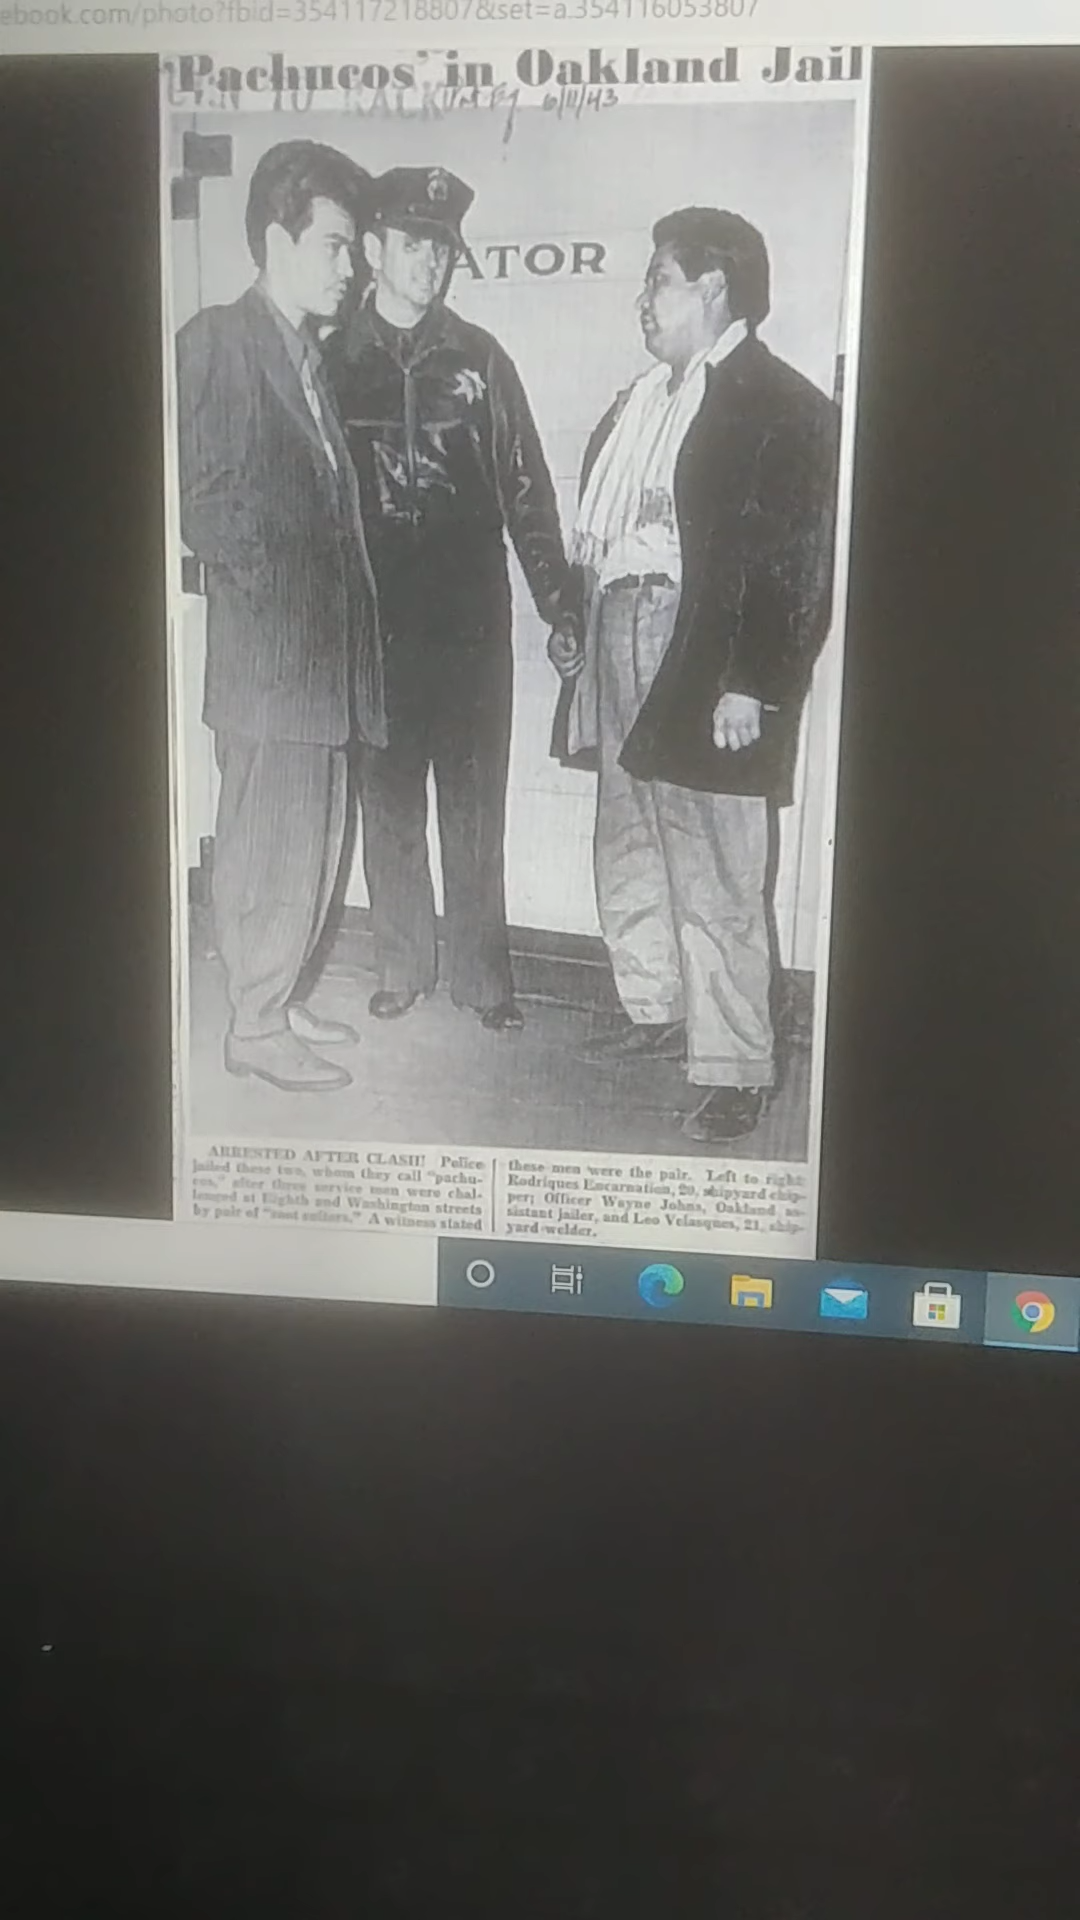 ebook.com/photo?fbid=354117218807&set=a.354116053807
'Pachucos' in Oakland Jail
6/11/43
ATOR
ARRESTED AFTER CLASH! Police
jailed these two, whom they call "pachu-
cos," after three service men were chal-
lenged at Eighth and Washington streets
by pair of "zoot suiters." A witness stated
these men were the pair. Left to right:
Rodriques Encarnation, 20, shipyard chip-
per; Officer Wayne Johns, Oakland as-
sistant jailer, and Leo Velasques, 21, ship-
yard welder.